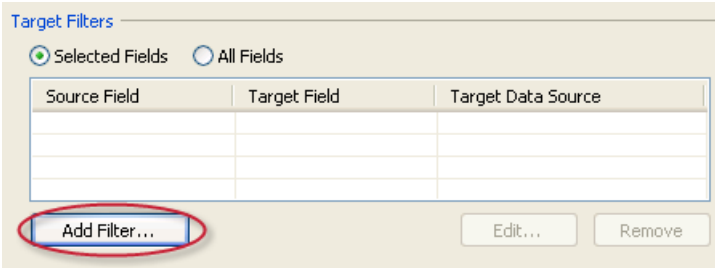 Target Filters
Selected Fields All Fields
Source Field Target Field Target Data Source
Add Filter... Edit... Remove